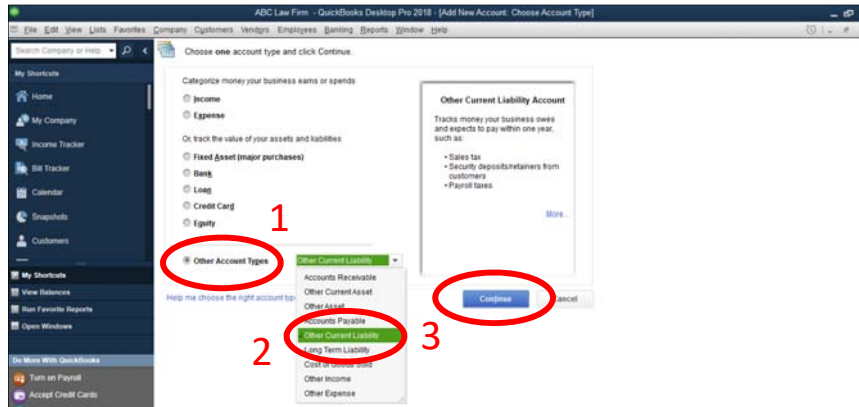 ABC Law Firm - QuickBooks Desktop Pro 2018 - [Add New Account: Choose Account Type]
File Edit View Lists Favorites Company Customers Vendors Employees Banking Reports Window Help
Search Company or Help
Choose one account type and click Continue.
My Shortcuts
Home
My Company
Income Tracker
Bill Tracker
Calendar
Snapshots
Customers
My Shortcuts
View Balances
Run Favorite Reports
Open Windows
Do More With QuickBooks
Turn on Payroll
Accept Credit Cards
Categorize money your business earns or spends
Income
Expense
Or, track the value of your assets and liabilities
Fixed Asset (major purchases)
Bank
Loan
Credit Card
Equity
1
Other Account Types
Other Current Liability
Accounts Receivable
Other Current Asset
Other Asset
Accounts Payable
Other Current Liability
Long Term Liability
Cost of Goods Sold
Other Income
Other Expense
2
Help me choose the right account
Other Current Liability Account
Tracks money your business owes
and expects to pay within one year,
such as:
• Sales tax
• Security deposits/retainers from
customers
• Payroll taxes
More...
3
Continue
Cancel